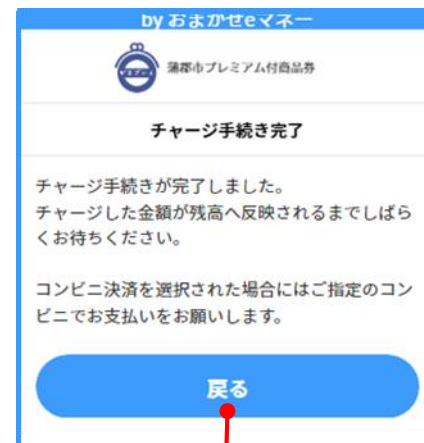 by おまかせeマネー
蒲郡市プレミアム付商品券
チャージ手続き完了
チャージ手続きが完了しました。
チャージした金額が残高へ反映されるまでしばら
くお待ちください。
コンビニ決済を選択された場合にはご指定のコン
ビニでお支払いをお願いします。
戻る